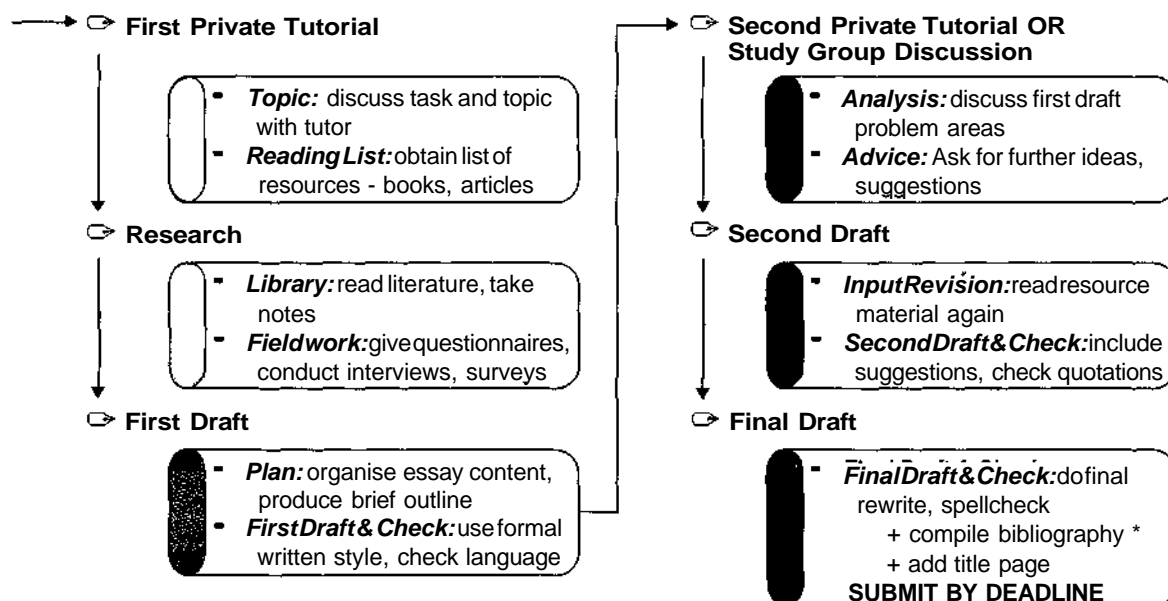 First Private Tutorial
- Topic: discuss task and topic
with tutor
- Reading List: obtain list of
resources - books, articles
Research
- Library: read literature, take
notes
- Fieldwork: give questionnaires,
conduct interviews, surveys
First Draft
- Plan: organise essay content,
produce brief outline
- First Draft & Check: use formal
written style, check language
Second Private Tutorial OR
Study Group Discussion
- Analysis: discuss first draft
problem areas
- Advice: Ask for further ideas,
suggestions
Second Draft
- Input Revision: read resource
material again
- Second Draft & Check: include
suggestions, check quotations
Final Draft
- Final Draft & Check: do final
rewrite, spellcheck
+ compile bibliography *
+ add title page
SUBMIT BY DEADLINE